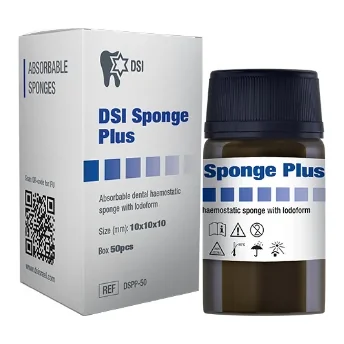 ABSORBABLE
SPONGES
DSI
DSI Sponge
Plus
Absorbable dental haemostatic
sponge with Iodoform
Size (mm): 10x10x10
Box 50pcs
REF DSPP-50
Sponge Plus
haemostatic sponge with Iodoform